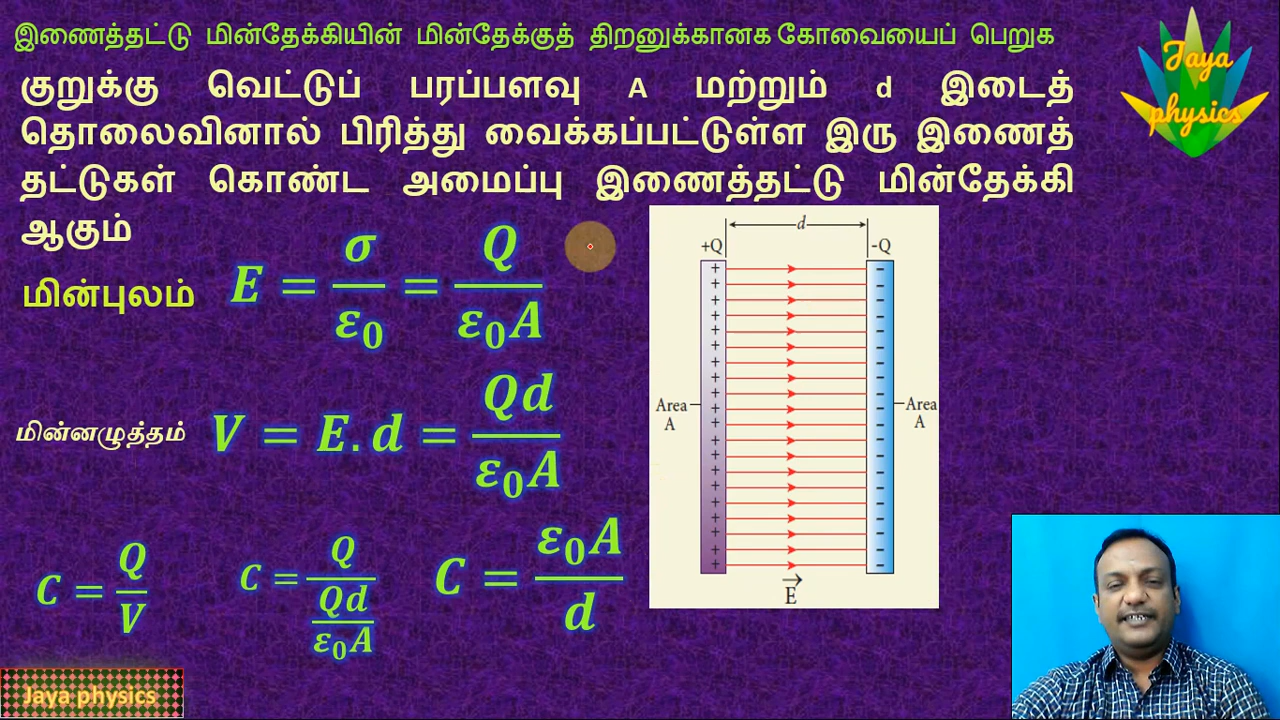 இணைத்தட்டு மின்தேக்கியின் மின்தேக்குத் திறனுக்கானக கோவையைப் பெறுக
Jaya
physics
குறுக்கு வெட்டுப் பரப்பளவு A மற்றும் d இடைத்
தொலைவினால் பிரித்து வைக்கப்பட்டுள்ள இரு இணைத்
தட்டுகள் கொண்ட அமைப்பு இணைத்தட்டு மின்தேக்கி
ஆகும்
மின்புலம் E = σ/ε₀ = Q/ε₀A
மின்னழுத்தம் V = E.d = Qd/ε₀A
C = Q/V
C = Q/(Qd/ε₀A)
C = ε₀A/d
d
+Q -Q
Area
A
Area
A
E⃗
Jaya physics